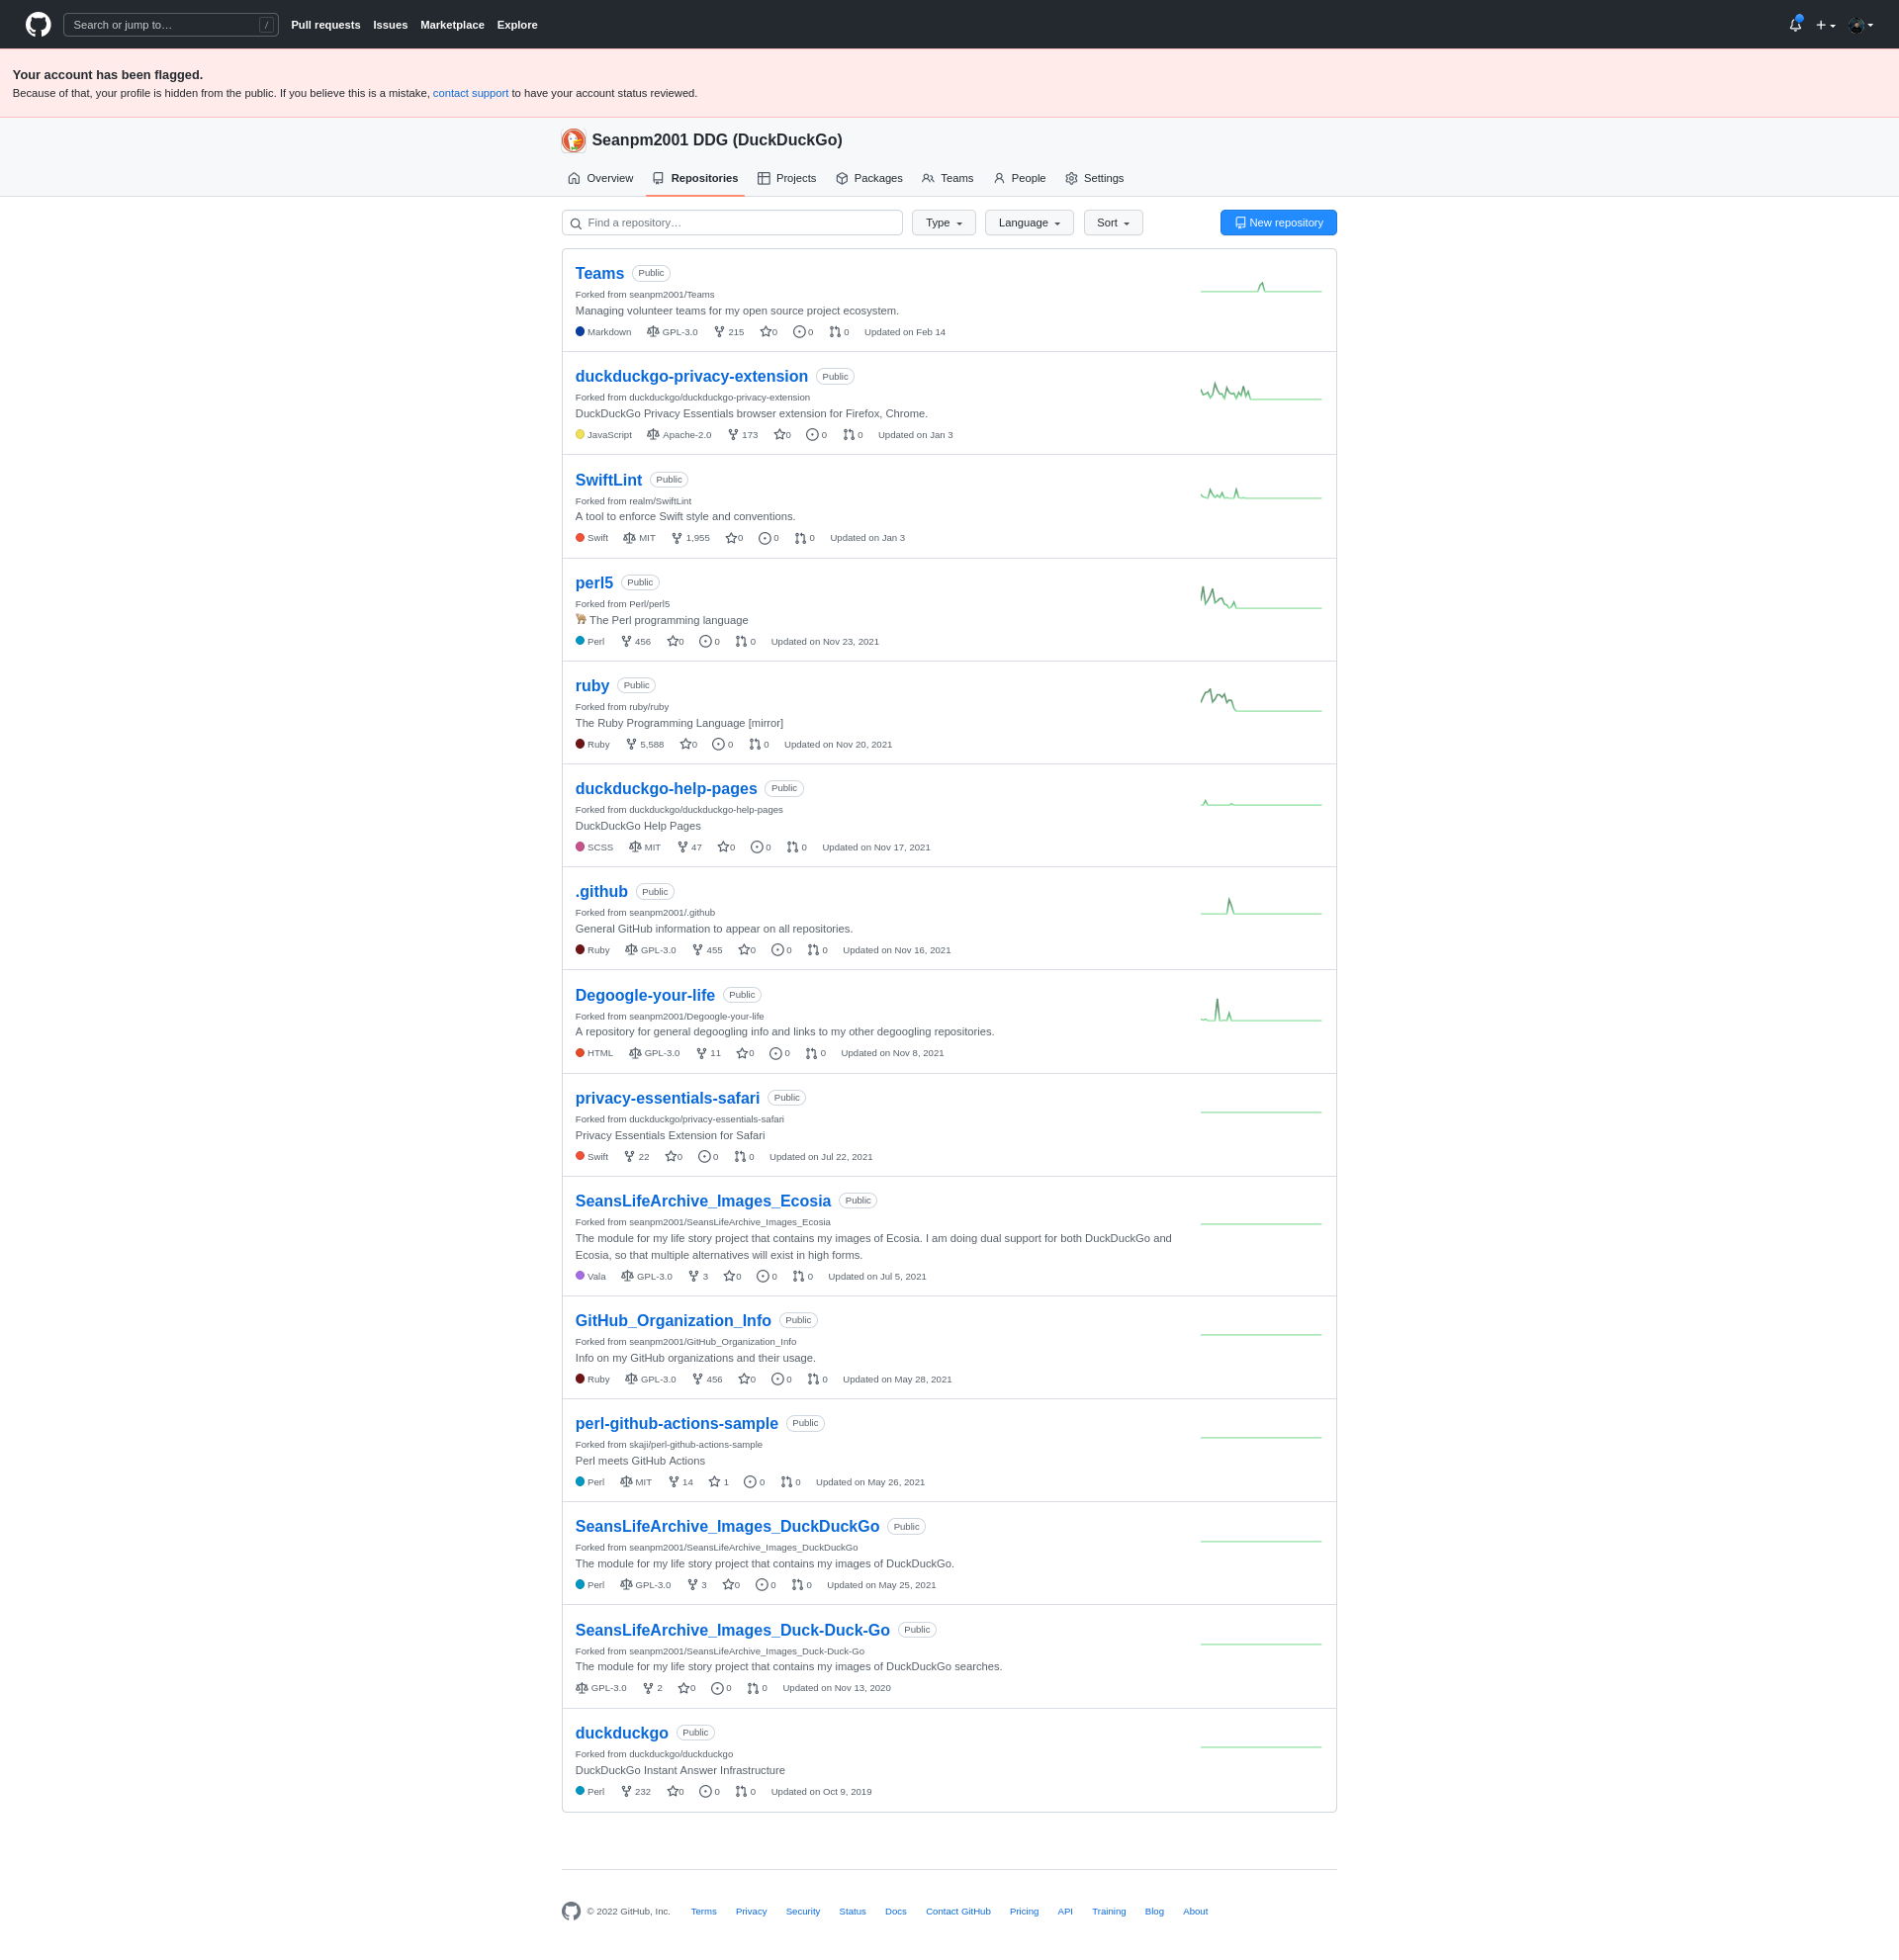 Search or jump to… /
Pull requests Issues Marketplace Explore
Your account has been flagged.
Because of that, your profile is hidden from the public. If you believe this is a mistake, contact support to have your account status reviewed.
Seanpm2001 DDG (DuckDuckGo)
Overview Repositories Projects Packages Teams People Settings
Find a repository… Type Language Sort New repository
Teams Public
Forked from seanpm2001/Teams
Managing volunteer teams for my open source project ecosystem.
Markdown GPL-3.0 215 0 0 0 Updated on Feb 14
duckduckgo-privacy-extension Public
Forked from duckduckgo/duckduckgo-privacy-extension
DuckDuckGo Privacy Essentials browser extension for Firefox, Chrome.
JavaScript Apache-2.0 173 0 0 0 Updated on Jan 3
SwiftLint Public
Forked from realm/SwiftLint
A tool to enforce Swift style and conventions.
Swift MIT 1,955 0 0 0 Updated on Jan 3
perl5 Public
Forked from Perl/perl5
🐫 The Perl programming language
Perl 456 0 0 0 Updated on Nov 23, 2021
ruby Public
Forked from ruby/ruby
The Ruby Programming Language [mirror]
Ruby 5,588 0 0 0 Updated on Nov 20, 2021
duckduckgo-help-pages Public
Forked from duckduckgo/duckduckgo-help-pages
DuckDuckGo Help Pages
SCSS MIT 47 0 0 0 Updated on Nov 17, 2021
.github Public
Forked from seanpm2001/.github
General GitHub information to appear on all repositories.
Ruby GPL-3.0 455 0 0 0 Updated on Nov 16, 2021
Degoogle-your-life Public
Forked from seanpm2001/Degoogle-your-life
A repository for general degoogling info and links to my other degoogling repositories.
HTML GPL-3.0 11 0 0 0 Updated on Nov 8, 2021
privacy-essentials-safari Public
Forked from duckduckgo/privacy-essentials-safari
Privacy Essentials Extension for Safari
Swift 22 0 0 0 Updated on Jul 22, 2021
SeansLifeArchive_Images_Ecosia Public
Forked from seanpm2001/SeansLifeArchive_Images_Ecosia
The module for my life story project that contains my images of Ecosia. I am doing dual support for both DuckDuckGo and
Ecosia, so that multiple alternatives will exist in high forms.
Vala GPL-3.0 3 0 0 0 Updated on Jul 5, 2021
GitHub_Organization_Info Public
Forked from seanpm2001/GitHub_Organization_Info
Info on my GitHub organizations and their usage.
Ruby GPL-3.0 456 0 0 0 Updated on May 28, 2021
perl-github-actions-sample Public
Forked from skaji/perl-github-actions-sample
Perl meets GitHub Actions
Perl MIT 14 1 0 0 Updated on May 26, 2021
SeansLifeArchive_Images_DuckDuckGo Public
Forked from seanpm2001/SeansLifeArchive_Images_DuckDuckGo
The module for my life story project that contains my images of DuckDuckGo.
Perl GPL-3.0 3 0 0 0 Updated on May 25, 2021
SeansLifeArchive_Images_Duck-Duck-Go Public
Forked from seanpm2001/SeansLifeArchive_Images_Duck-Duck-Go
The module for my life story project that contains my images of DuckDuckGo searches.
GPL-3.0 2 0 0 0 Updated on Nov 13, 2020
duckduckgo Public
Forked from duckduckgo/duckduckgo
DuckDuckGo Instant Answer Infrastructure
Perl 232 0 0 0 Updated on Oct 9, 2019
© 2022 GitHub, Inc. Terms Privacy Security Status Docs Contact GitHub Pricing API Training Blog About